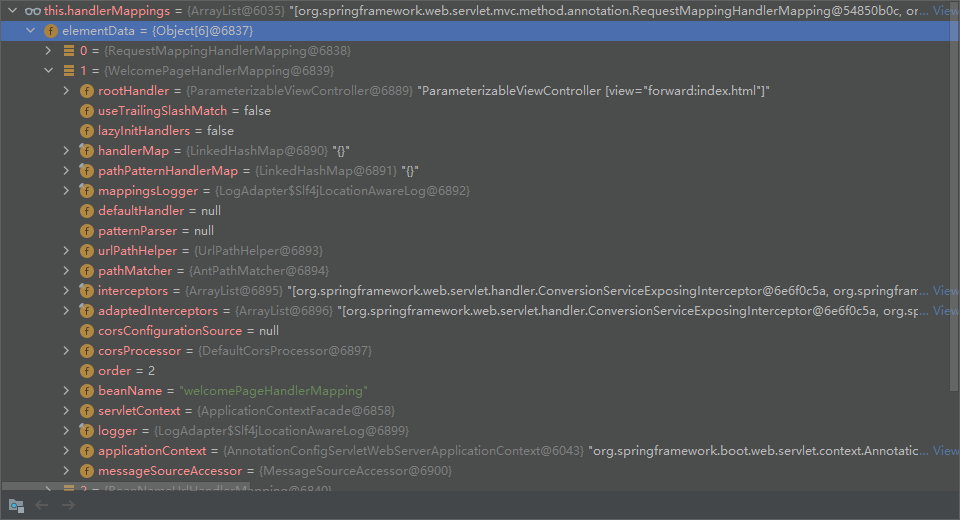 this.handlerMappings = {ArrayList@6035} "[org.springframework.web.servlet.mvc.method.annotation.RequestMappingHandlerMapping@54850b0c, or... View
elementData = {Object[6]@6837}
0 = {RequestMappingHandlerMapping@6838}
1 = {WelcomePageHandlerMapping@6839}
rootHandler = {ParameterizableViewController@6889} "ParameterizableViewController [view="forward:index.html"]"
useTrailingSlashMatch = false
lazyInitHandlers = false
handlerMap = {LinkedHashMap@6890} "{}"
pathPatternHandlerMap = {LinkedHashMap@6891} "{}"
mappingsLogger = {LogAdapter$Slf4jLocationAwareLog@6892}
defaultHandler = null
patternParser = null
urlPathHelper = {UrlPathHelper@6893}
pathMatcher = {AntPathMatcher@6894}
interceptors = {ArrayList@6895} "[org.springframework.web.servlet.handler.ConversionServiceExposingInterceptor@6e6f0c5a, org.springfram... View
adaptedInterceptors = {ArrayList@6896} "[org.springframework.web.servlet.handler.ConversionServiceExposingInterceptor@6e6f0c5a, org.sp... View
corsConfigurationSource = null
corsProcessor = {DefaultCorsProcessor@6897}
order = 2
beanName = "welcomePageHandlerMapping"
servletContext = {ApplicationContextFacade@6858}
logger = {LogAdapter$Slf4jLocationAwareLog@6899}
applicationContext = {AnnotationConfigServletWebServerApplicationContext@6043} "org.springframework.boot.web.servlet.context.Annotatic... View
messageSourceAccessor = {MessageSourceAccessor@6900}
2 = {BeanNameUrlHandlerMapping@6840}